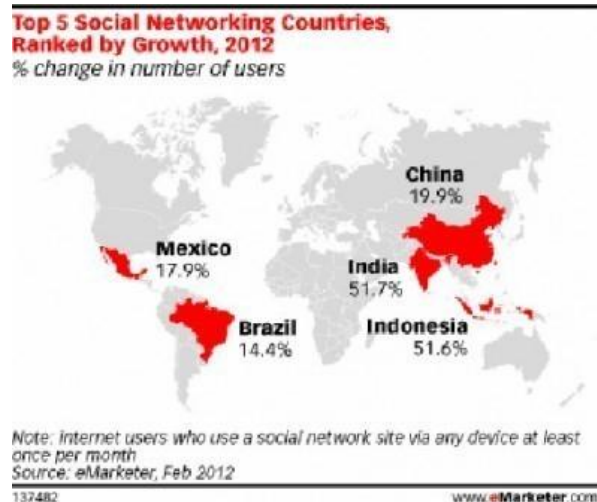 Top 5 Social Networking Countries,
Ranked by Growth, 2012
% change in number of users
China
19.9%
Mexico
17.9%
India
51.7%
Brazil
14.4%
Indonesia
51.6%
Note: internet users who use a social network site via any device at least
once per month
Source: eMarketer, Feb 2012
137482
www.eMarketer.com